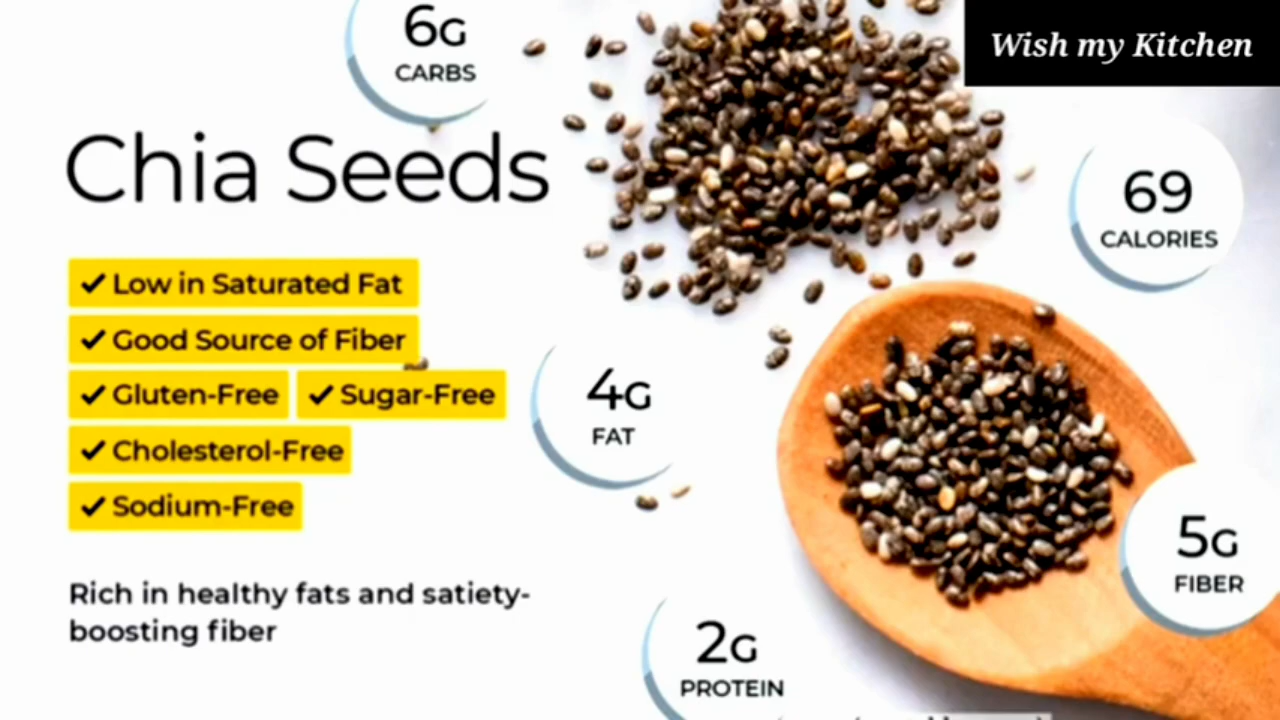 6G
CARBS
Wish my Kitchen
Chia Seeds
69
CALORIES
✔ Low in Saturated Fat
✔ Good Source of Fiber
✔ Gluten-Free ✔ Sugar-Free
4G
FAT
✔ Cholesterol-Free
✔ Sodium-Free
5G
FIBER
Rich in healthy fats and satiety-
boosting fiber
2G
PROTEIN